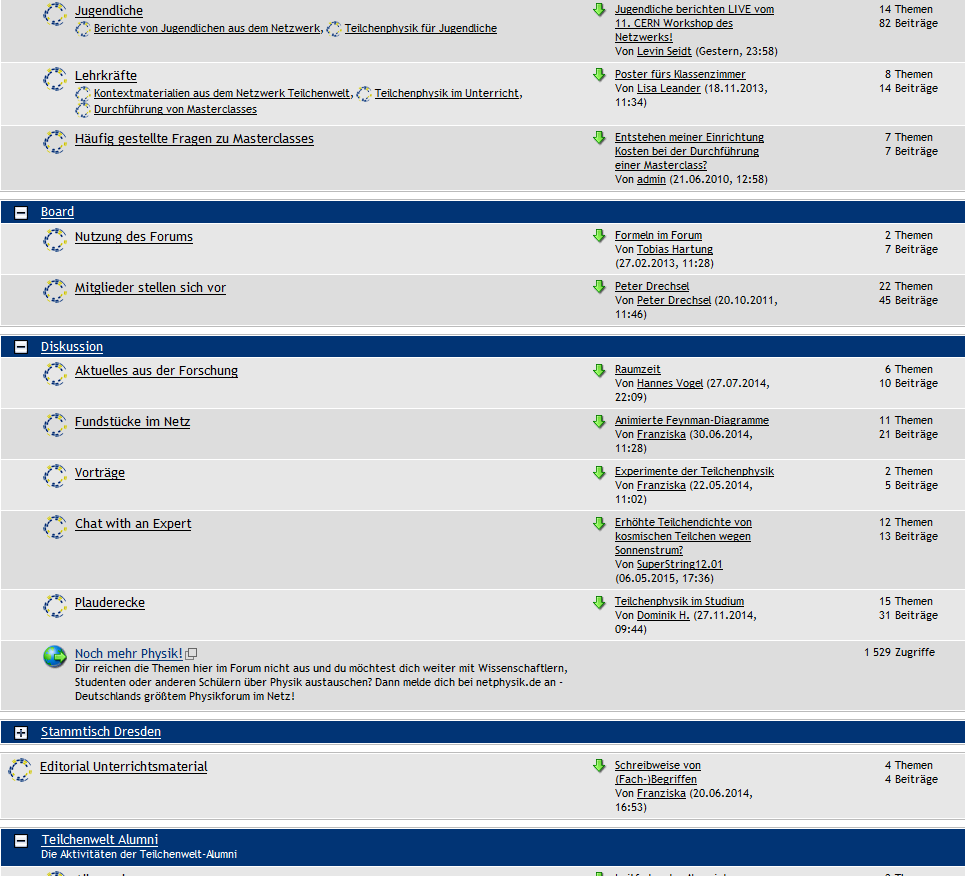 Jugendliche
Berichte von Jugendlichen aus dem Netzwerk, Teilchenphysik für Jugendliche
Jugendliche berichten LIVE vom
11. CERN Workshop des
Netzwerks!
Von Levin Seidt (Gestern, 23:58)
14 Themen
82 Beiträge
Lehrkräfte
Kontextmaterialien aus dem Netzwerk Teilchenwelt, Teilchenphysik im Unterricht,
Durchführung von Masterclasses
Poster fürs Klassenzimmer
Von Lisa Leander (18.11.2013,
11:34)
8 Themen
14 Beiträge
Häufig gestellte Fragen zu Masterclasses
Entstehen meiner Einrichtung
Kosten bei der Durchführung
einer Masterclass?
Von admin (21.06.2010, 12:58)
7 Themen
7 Beiträge
Board
Nutzung des Forums
Formeln im Forum
Von Tobias Hartung
(27.02.2013, 11:28)
2 Themen
7 Beiträge
Mitglieder stellen sich vor
Peter Drechsel
Von Peter Drechsel (20.10.2011,
11:46)
22 Themen
45 Beiträge
Diskussion
Aktuelles aus der Forschung
Raumzeit
Von Hannes Vogel (27.07.2014,
22:09)
6 Themen
10 Beiträge
Fundstücke im Netz
Animierte Feynman-Diagramme
Von Franziska (30.06.2014,
11:28)
11 Themen
21 Beiträge
Vorträge
Experimente der Teilchenphysik
Von Franziska (22.05.2014,
11:02)
2 Themen
5 Beiträge
Chat with an Expert
Erhöhte Teilchendichte von
kosmischen Teilchen wegen
Sonnenstrum?
Von SuperString12.01
(06.05.2015, 17:36)
12 Themen
13 Beiträge
Plauderecke
Teilchenphysik im Studium
Von Dominik H. (27.11.2014,
09:44)
15 Themen
31 Beiträge
Noch mehr Physik!
Dir reichen die Themen hier im Forum nicht aus und du möchtest dich weiter mit Wissenschaftlern,
Studenten oder anderen Schülern über Physik austauschen? Dann melde dich bei netphysik.de an -
Deutschlands größtem Physikforum im Netz!
1 529 Zugriffe
Stammtisch Dresden
Editorial Unterrichtsmaterial
Schreibweise von
(Fach-)Begriffen
Von Franziska (20.06.2014,
16:53)
4 Themen
4 Beiträge
Teilchenwelt Alumni
Die Aktivitäten der Teilchenwelt-Alumni